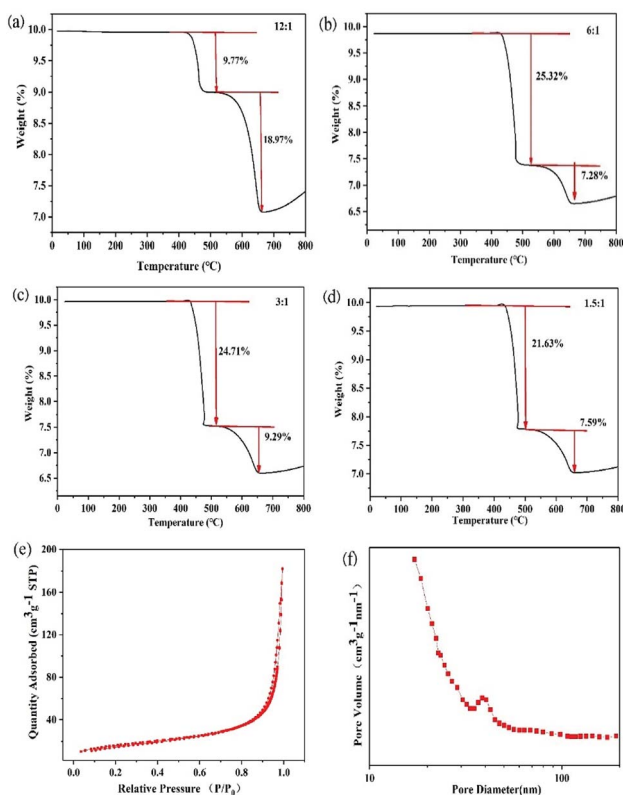 (a)
12:1
10.0
9.5
9.0
8.5
8.0
7.5
7.0
9.77%
18.97%
Weight (%)
0 100 200 300 400 500 600 700 800
Temperature (℃)
(b)
6:1
10.0
9.5
9.0
8.5
8.0
7.5
7.0
6.5
25.32%
7.28%
Weight (%)
0 100 200 300 400 500 600 700 800
Temperature (℃)
(c)
3:1
10.0
9.5
9.0
8.5
8.0
7.5
7.0
6.5
24.71%
9.29%
Weight (%)
0 100 200 300 400 500 600 700 800
Temperature (℃)
(d)
1.5:1
10.0
9.5
9.0
8.5
8.0
7.5
7.0
21.63%
7.59%
Weight (%)
0 100 200 300 400 500 600 700 800
Temperature (℃)
(e)
200
160
120
80
40
Quantity Adsorbed (cm³g⁻¹ STP)
0.0 0.2 0.4 0.6 0.8 1.0
Relative Pressure （P/P₀）
(f)
Pore Volume（cm³g⁻¹nm⁻¹）
10 100
Pore Diameter(nm)